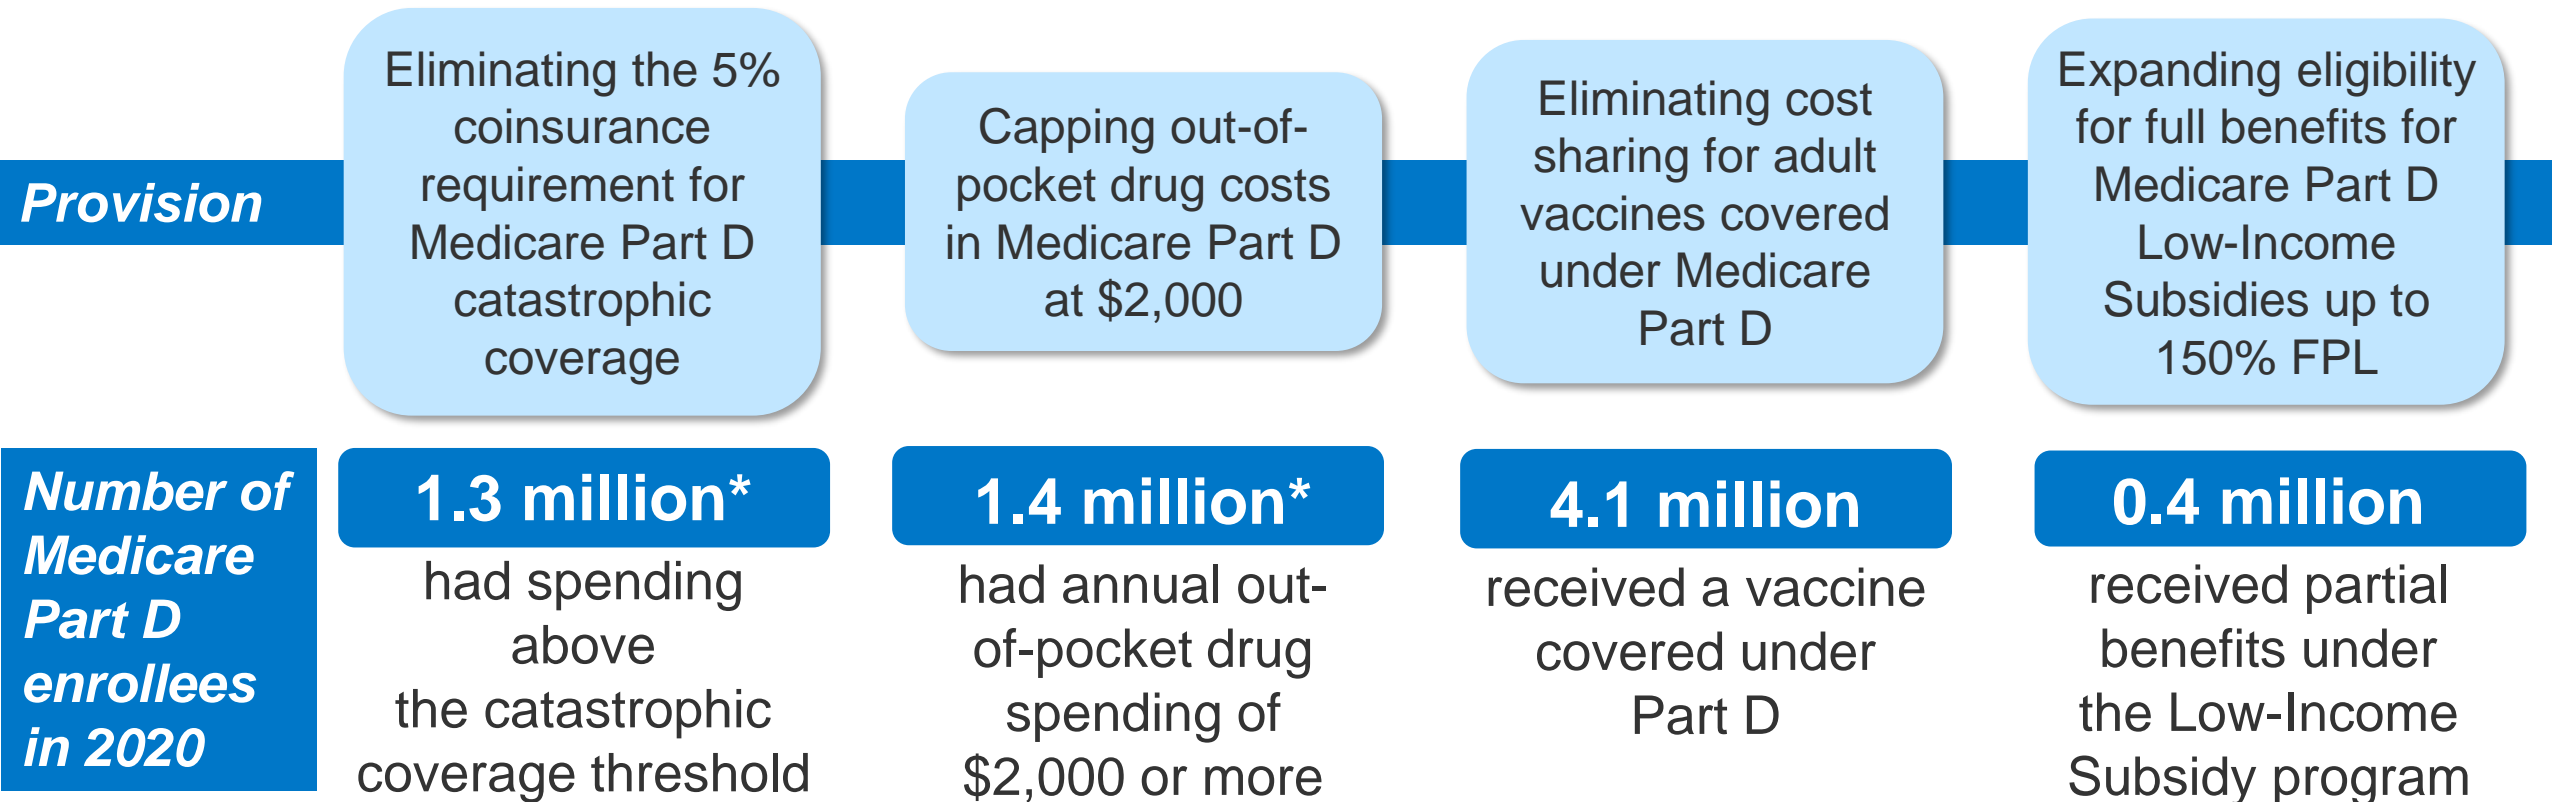 Provision
Eliminating the 5%
coinsurance
requirement for
Medicare Part D
catastrophic
coverage
Capping out-of-
pocket drug costs
in Medicare Part D
at $2,000
Eliminating cost
sharing for adult
vaccines covered
under Medicare
Part D
Expanding eligibility
for full benefits for
Medicare Part D
Low-Income
Subsidies up to
150% FPL
Number of
Medicare
Part D
enrollees
in 2020
1.3 million*
had spending
above
the catastrophic
coverage threshold
1.4 million*
had annual out-
of-pocket drug
spending of
$2,000 or more
4.1 million
received a vaccine
covered under
Part D
0.4 million
received partial
benefits under
the Low-Income
Subsidy program